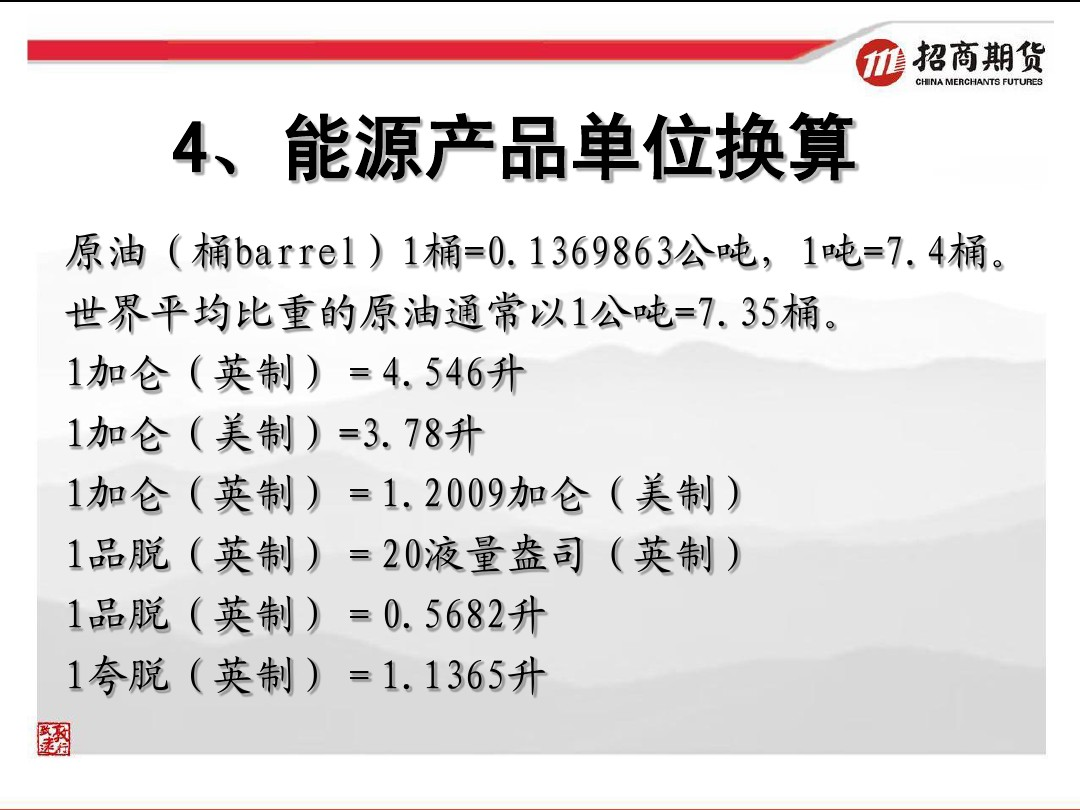 招商期货
CHINA MERCHANTS FUTURES
4、能源产品单位换算
原油（桶barrel）1桶=0.1369863公吨，1吨=7.4桶。
世界平均比重的原油通常以1公吨=7.35桶。
1加仑（英制）＝4.546升
1加仑（美制）=3.78升
1加仑（英制）＝1.2009加仑（美制）
1品脱（英制）＝20液量盎司（英制）
1品脱（英制）＝0.5682升
1夸脱（英制）＝1.1365升